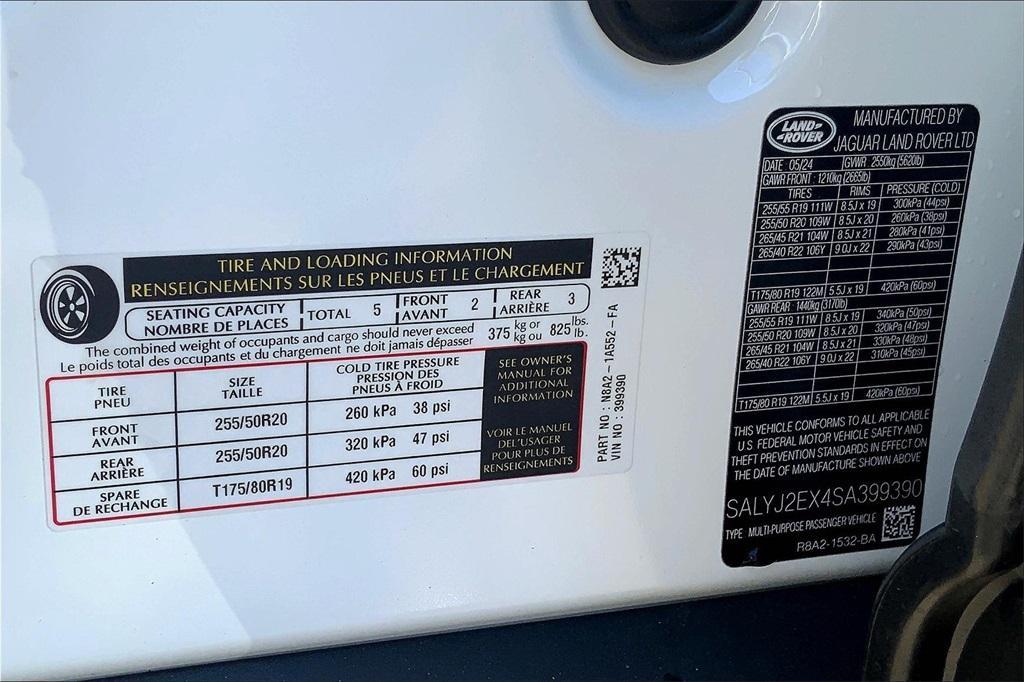 TIRE AND LOADING INFORMATION
RENSEIGNEMENTS SUR LES PNEUS ET LE CHARGEMENT
SEATING CAPACITY
NOMBRE DE PLACES
TOTAL 5
FRONT
AVANT
2
REAR
ARRIÈRE
3
The combined weight of occupants and cargo should never exceed
Le poids total des occupants et du chargement ne doit jamais dépasser
375 kg or
kg ou
825 lbs.
lb.
TIRE
PNEU
SIZE
TAILLE
COLD TIRE PRESSURE
PRESSION DES
PNEUS À FROID
FRONT
AVANT
255/50R20
260 kPa 38 psi
REAR
ARRIÈRE
255/50R20
320 kPa 47 psi
SPARE
DE RECHANGE
T175/80R19
420 kPa 60 psi
SEE OWNER'S
MANUAL FOR
ADDITIONAL
INFORMATION
VOIR LE MANUEL
DEL'USAGER
POUR PLUS DE
RENSEIGNEMENTS
PART NO : N8A2 - 1A552 - FA
VIN NO : 399390
LAND-
-ROVER
MANUFACTURED BY
JAGUAR LAND ROVER LTD
DATE 05/24 GVWR 2550kg (5620lb)
GAWR FRONT : 1210kg (2665lb)
TIRES RIMS PRESSURE (COLD)
255/55 R19 111W 8.5J x 19 300kPa (44psi)
255/50 R20 109W 8.5J x 20 260kPa (38psi)
265/45 R21 104W 8.5J x 21 280kPa (41psi)
265/40 R22 106Y 9.0J x 22 290kPa (43psi)
T175/80 R19 122M 5.5J x 19 420kPa (60psi)
GAWR REAR : 1440kg (3170lb)
255/55 R19 111W 8.5J x 19 340kPa (50psi)
255/50 R20 109W 8.5J x 20 320kPa (47psi)
265/45 R21 104W 8.5J x 21 330kPa (48psi)
265/40 R22 106Y 9.0J x 22 310kPa (45psi)
T175/80 R19 122M 5.5J x 19 420kPa (60psi)
THIS VEHICLE CONFORMS TO ALL APPLICABLE
U.S. FEDERAL MOTOR VEHICLE SAFETY AND
THEFT PREVENTION STANDARDS IN EFFECT ON
THE DATE OF MANUFACTURE SHOWN ABOVE
SALYJ2EX4SA399390
TYPE MULTI-PURPOSE PASSENGER VEHICLE
R8A2-1532-BA